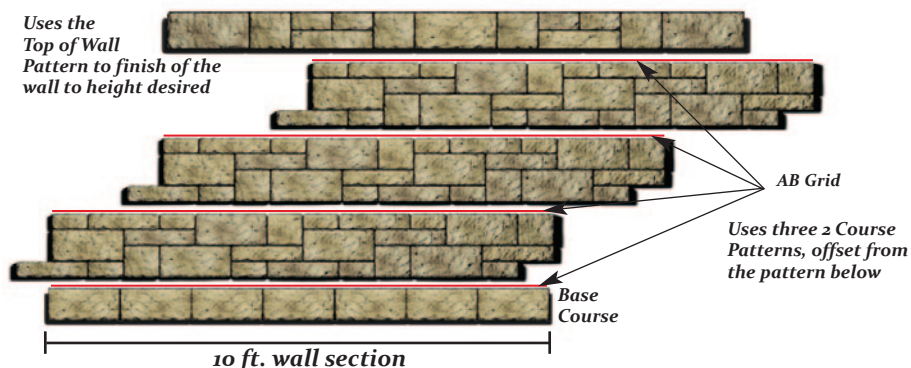 Uses the
Top of Wall
Pattern to finish of the
wall to height desired
AB Grid
Uses three 2 Course
Patterns, offset from
the pattern below
Base
Course
10 ft. wall section